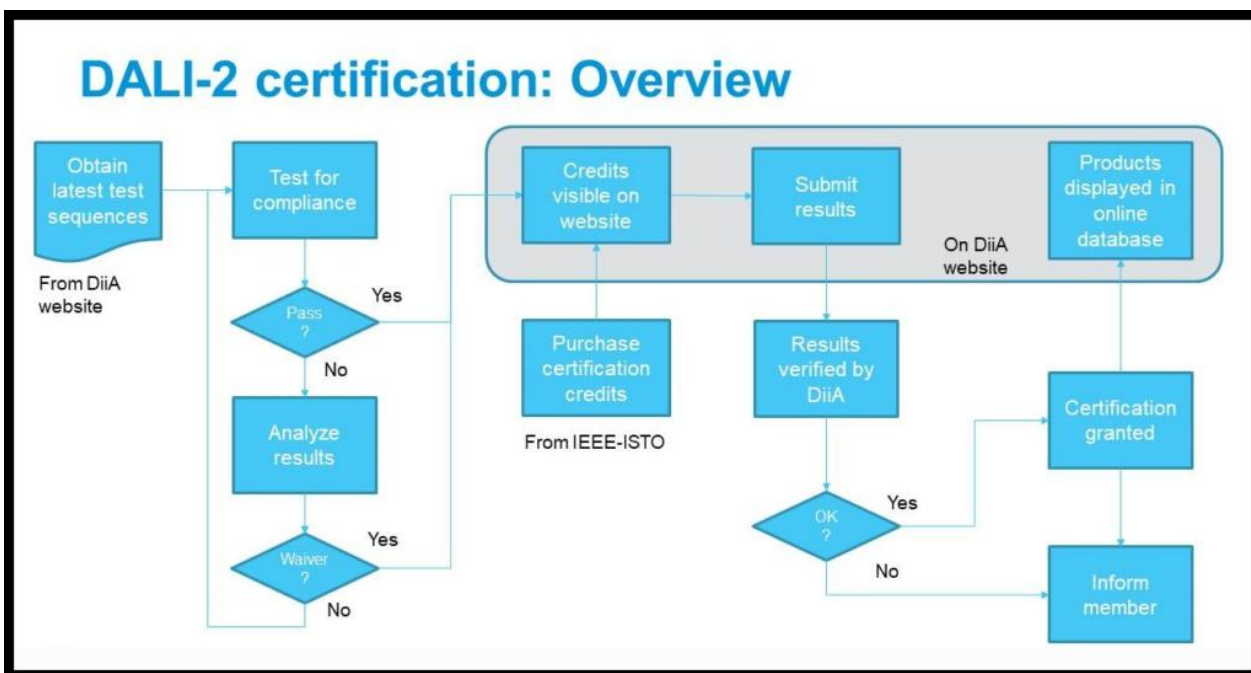 DALI-2 certification: Overview
Obtain
latest test
sequences
From DiiA
website
Test for
compliance
Pass
?
Yes
No
Analyze
results
Waiver
?
Yes
No
Credits
visible on
website
Purchase
certification
credits
From IEEE-ISTO
Submit
results
On DiiA
website
Results
verified by
DiiA
OK
?
Yes
No
Products
displayed in
online
database
Certification
granted
Inform
member